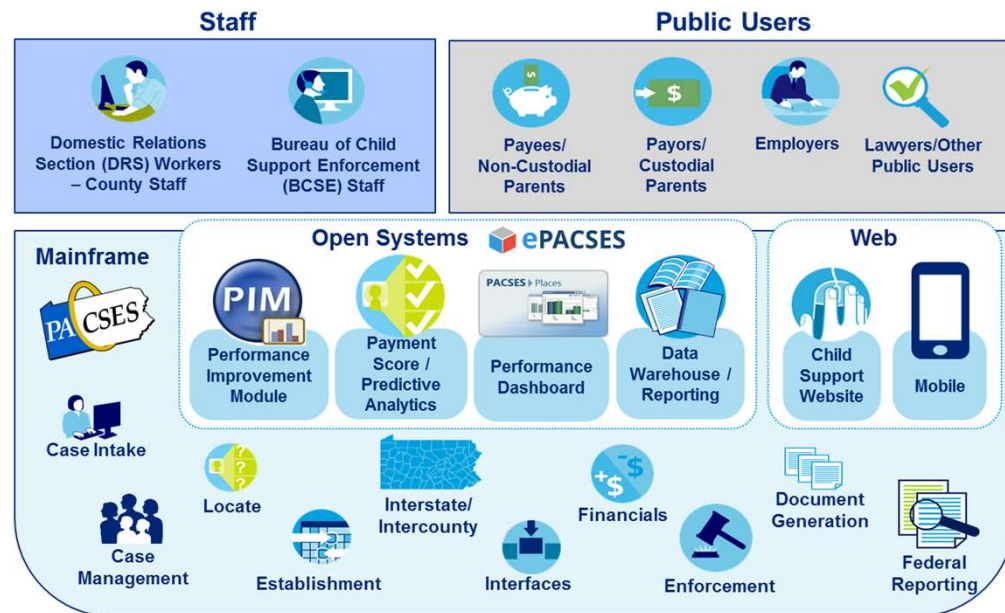 Staff
Domestic Relations
Section (DRS) Workers
– County Staff
Bureau of Child
Support Enforcement
(BCSE) Staff
Public Users
$
Payees/
Non-Custodial
Parents
$
Payors/
Custodial
Parents
Employers
Lawyers/Other
Public Users
Mainframe
PACSES
Open Systems
ePACSES
PIM
Performance
Improvement
Module
Payment
Score /
Predictive
Analytics
PACSES Places
Performance
Dashboard
Data
Warehouse /
Reporting
Web
Child
Support
Website
Mobile
Case Intake
?
?
?
Locate
Interstate/
Intercounty
+$ -$
Financials
Document
Generation
Case
Management
Establishment
Interfaces
Enforcement
Federal
Reporting